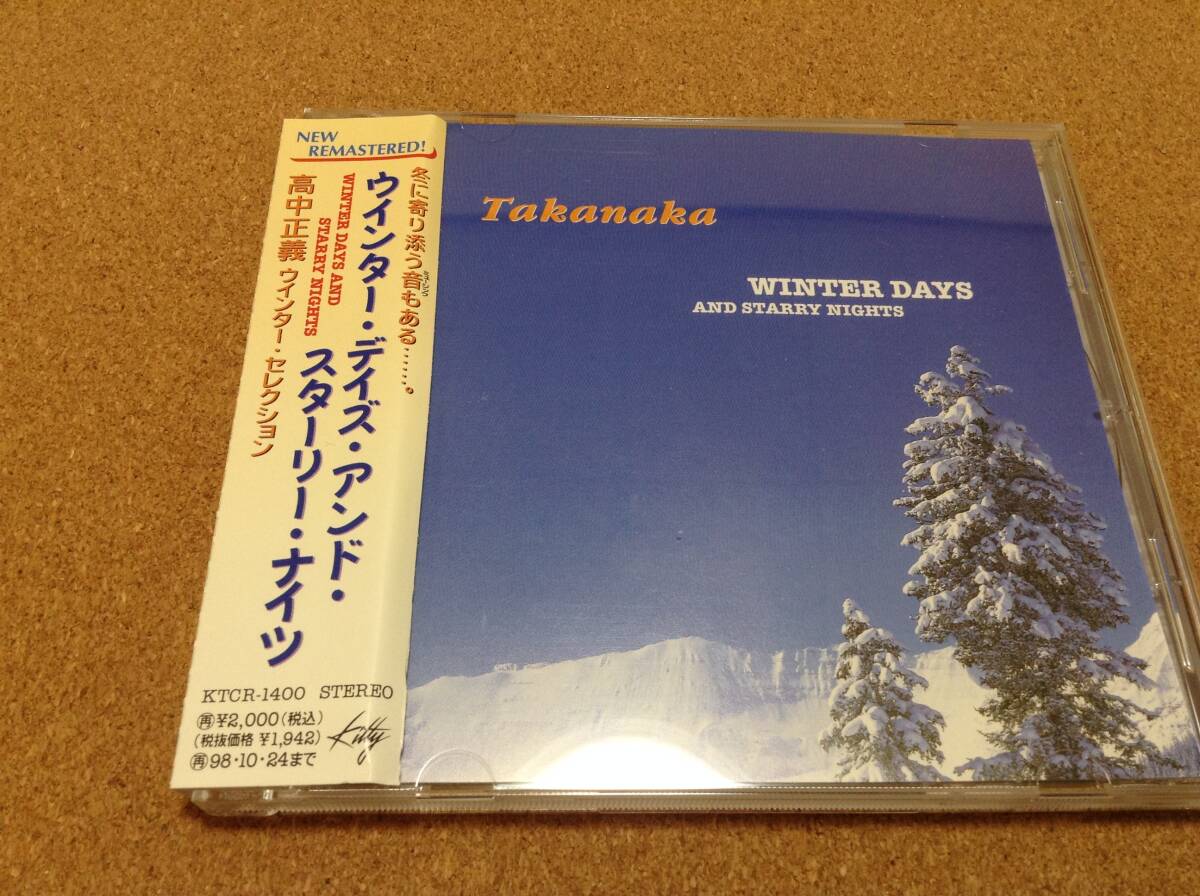 NEW
REMASTERED!
冬に寄り添う音もある……。
ウインター・デイズ・アンド・
スターリー・ナイツ
WINTER DAYS AND
STARRY NIGHTS
高中正義 ウインター・セレクション
KTCR-1400 STEREO
再¥2,000(税込)
(税抜価格 ¥1,942)
再98・10・24まで
Kitty
Takanaka
WINTER DAYS
AND STARRY NIGHTS